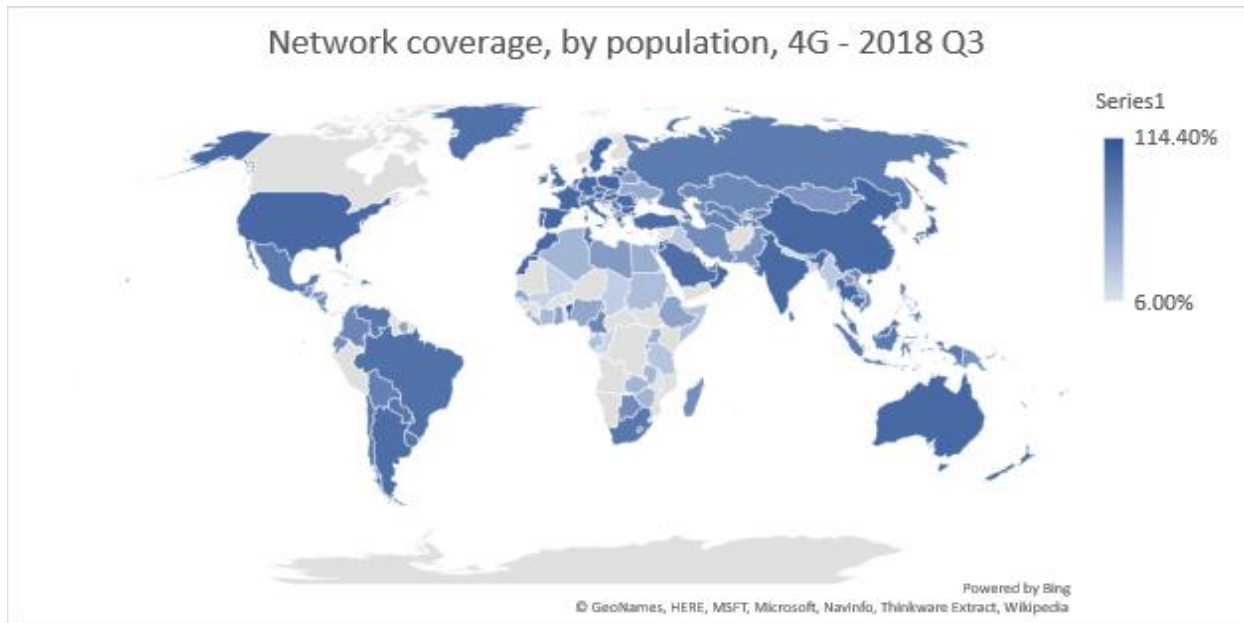 Network coverage, by population, 4G - 2018 Q3
Series1
114.40%
6.00%
Powered by Bing
© GeoNames, HERE, MSFT, Microsoft, NavInfo, Thinkware Extract, Wikipedia